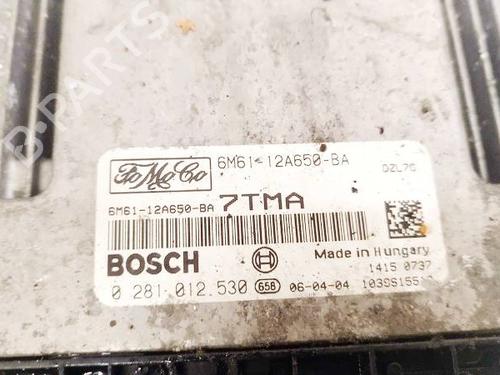 B-PARTS
FoMoCo
6M61-12A650-BA
DZL7C
6M61-12A650-BA 7TMA
BOSCH
Made in Hungary
1415 0737
0 281 012 530 658 06-04-04